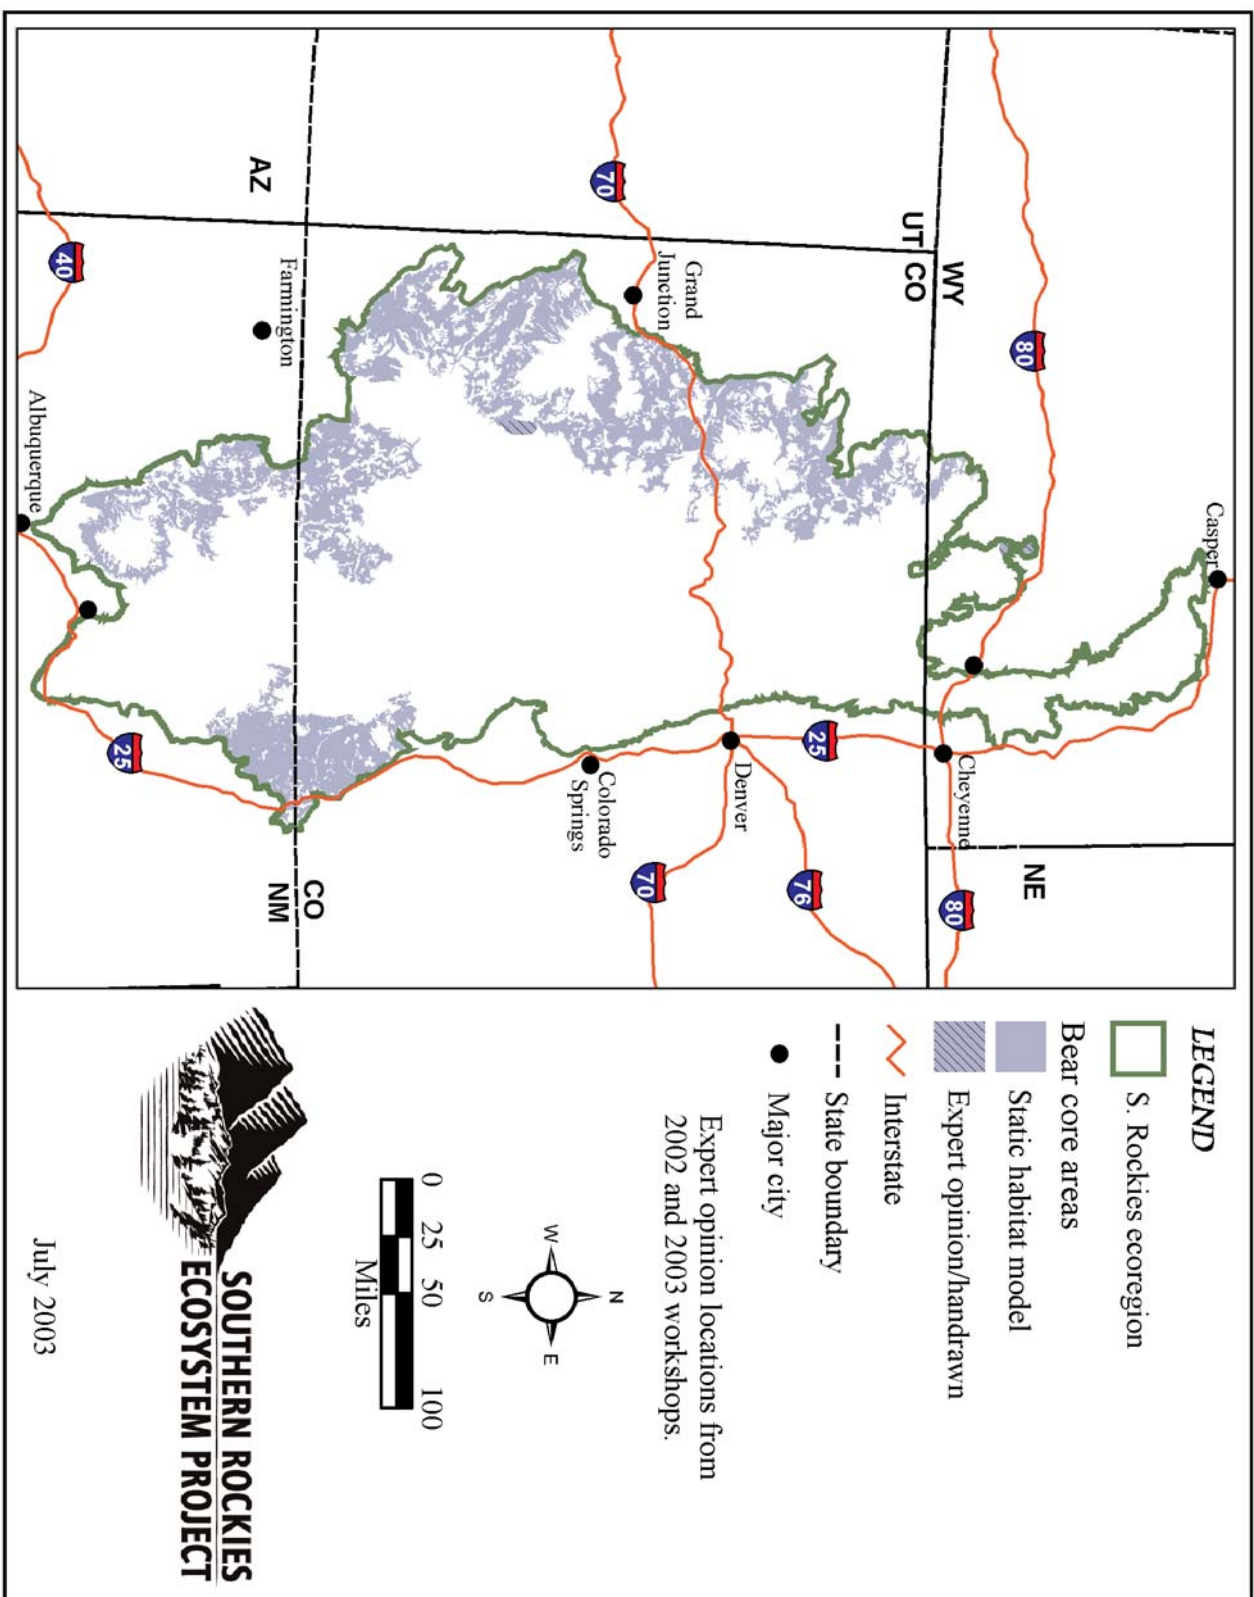 Casper
80
WY
UT
CO
NE
Cheyenne
80
76
25
Grand
Junction
70
Denver
70
Colorado
Springs
AZ
Farmington
CO
NM
40
25
Albuquerque
LEGEND
S. Rockies ecoregion
Bear core areas
Static habitat model
Expert opinion/handrawn
Interstate
State boundary
Major city
Expert opinion locations from
2002 and 2003 workshops.
N
W
E
S
0 25 50 100
Miles
SOUTHERN ROCKIES
ECOSYSTEM PROJECT
July 2003